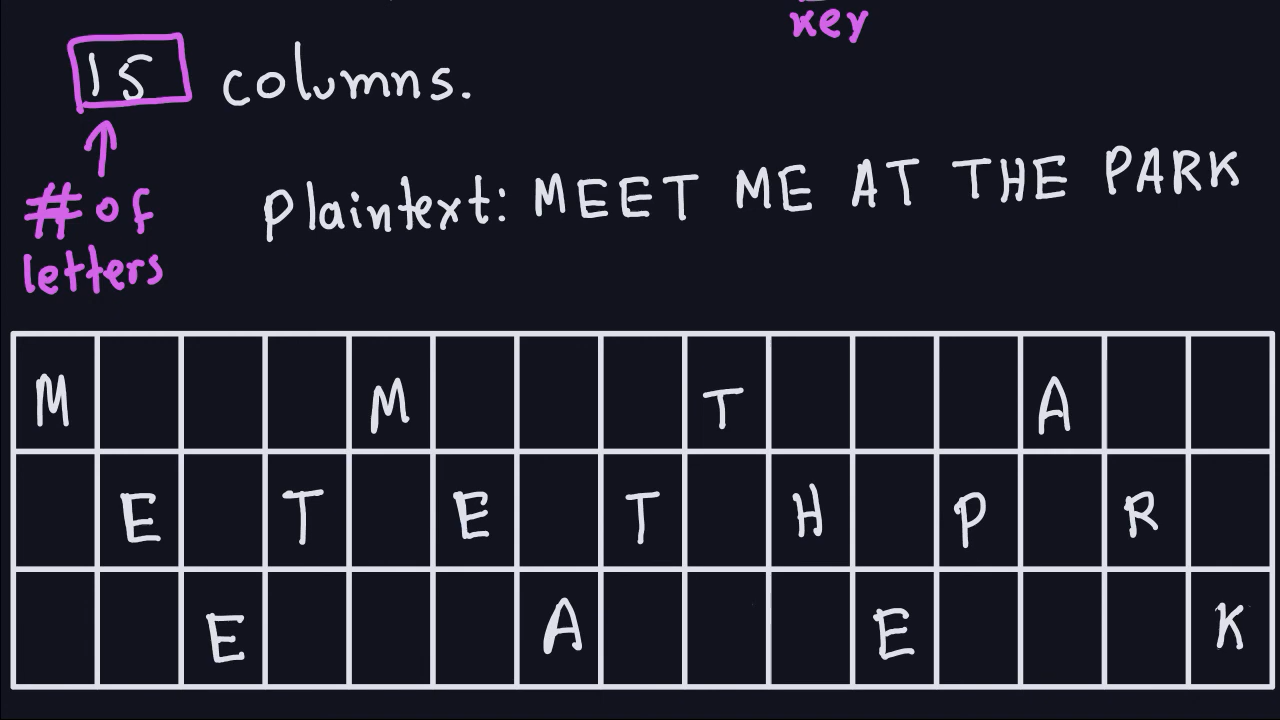 key
15 columns.
# of
letters
Plaintext: MEET ME AT THE PARK
M M T A
E T E T H P R
E A E K